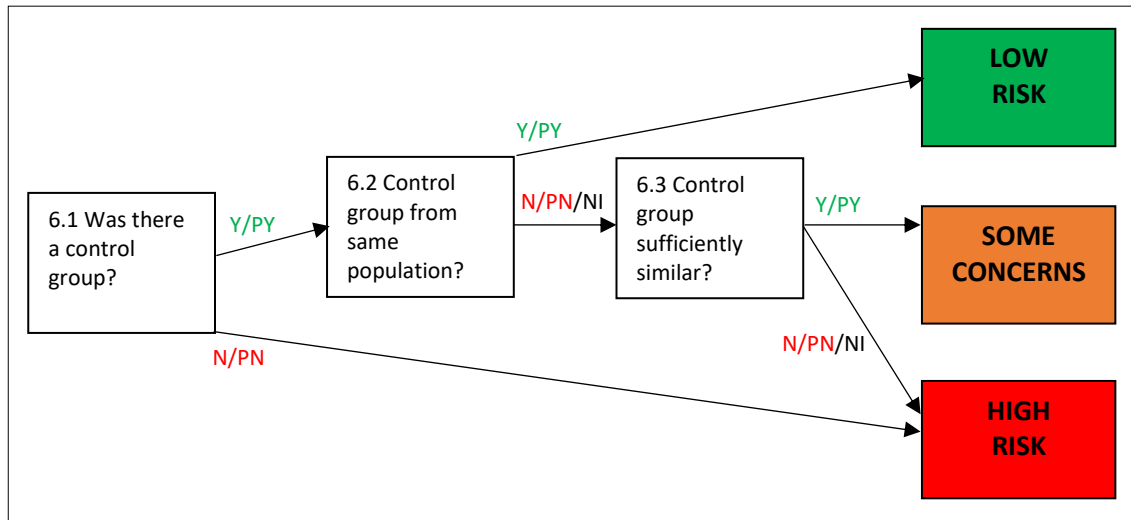 6.1 Was there
a control
group?
Y/PY
N/PN
6.2 Control
group from
same
population?
Y/PY
N/PN/NI
6.3 Control
group
sufficiently
similar?
Y/PY
N/PN/NI
LOW
RISK
SOME
CONCERNS
HIGH
RISK